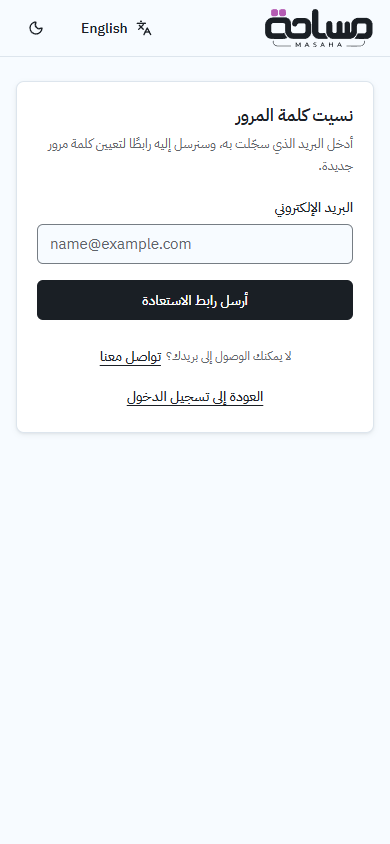 مساحة
MASAHA
English
نسيت كلمة المرور
أدخل البريد الذي سجّلت به، وسنرسل إليه رابطًا لتعيين كلمة مرور
جديدة.
البريد الإلكتروني
name@example.com
أرسل رابط الاستعادة
لا يمكنك الوصول إلى بريدك؟ تواصل معنا
العودة إلى تسجيل الدخول